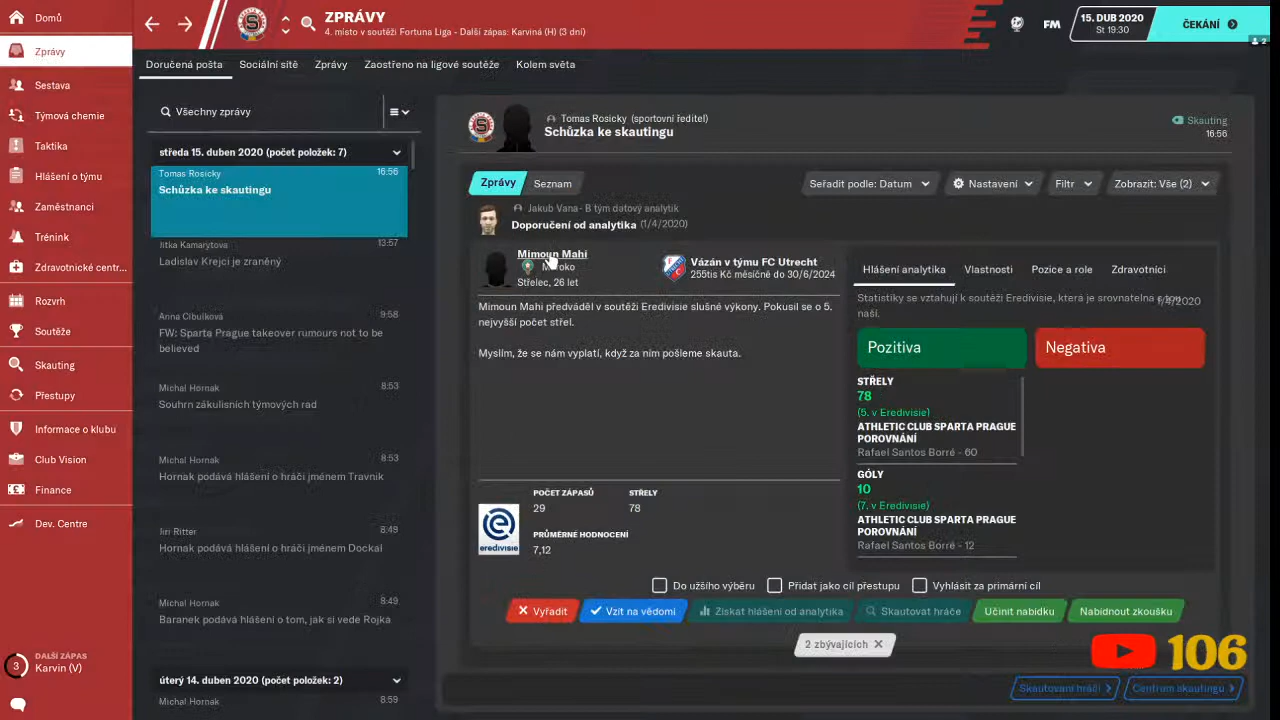 Domů
Zprávy
Sestava
Týmová chemie
Taktika
Hlášení o týmu
Zaměstnanci
Trénink
Zdravotnické centr...
Rozvrh
Soutěže
Skauting
Přestupy
Informace o klubu
Club Vision
Finance
Dev. Centre
3
DALŠÍ ZÁPAS
Karvin (V)
ZPRÁVY
4. místo v soutěži Fortuna Liga - Další zápas: Karviná (H) (3 dni)
FM
15. DUB 2020
St 19:30
ČEKÁNÍ
2
Doručená pošta
Sociální sítě
Zprávy
Zaostřeno na ligové soutěže
Kolem světa
Všechny zprávy
středa 15. duben 2020 (počet položek: 7)
Tomas Rosicky 16:56
Schůzka ke skautingu
Jitka Kamarytova 13:57
Ladislav Krejci je zraněný
Anna Cibulková 9:58
FW: Sparta Prague takeover rumours not to be
believed
Michal Hornak 8:53
Souhrn zákulisních týmových rad
Michal Hornak 8:53
Hornak podává hlášení o hráči jménem Travnik
Jiri Ritter 8:49
Hornak podává hlášení o hráči jménem Dockal
Michal Hornak 8:49
Baranek podává hlášení o tom, jak si vede Rojka
úterý 14. duben 2020 (počet položek: 2)
Michal Hornak 8:59
Tomas Rosicky (sportovní ředitel)
Schůzka ke skautingu
Skauting
16:56
Zprávy
Seznam
Seřadit podle: Datum
Nastavení
Filtr
Zobrazit: Vše (2)
Jakub Vana - B tým datový analytik
Doporučení od analytika (1/4/2020)
Mimoun Mahi
Střelec, 26 let
Vázán v týmu FC Utrecht
255tis Kč měsíčně do 30/6/2024
Mimoun Mahi předváděl v soutěži Eredivisie slušné výkony. Pokusil se o 5.
nejvyšší počet střel.
Myslím, že se nám vyplatí, když za ním pošleme skauta.
POČET ZÁPASŮ
29
STŘELY
78
PRŮMĚRNÉ HODNOCENÍ
7,12
eredivisie
Hlášení analytika
Vlastnosti
Pozice a role
Zdravotníci
Statistiky se vztahují k soutěži Eredivisie, která je srovnatelna s tou
naší.
1/4/2020
Pozitiva
Negativa
STŘELY
78
(5. v Eredivisie)
ATHLETIC CLUB SPARTA PRAGUE
POROVNÁNÍ
Rafael Santos Borré - 60
GÓLY
10
(7. v Eredivisie)
ATHLETIC CLUB SPARTA PRAGUE
POROVNÁNÍ
Rafael Santos Borré - 12
Do užšího výběru
Přidat jako cíl přestupu
Vyhlásit za primární cíl
Vyřadit
Vzít na vědomí
Získat hlášení od analytika
Skautovat hráče
Učinit nabídku
Nabídnout zkoušku
2 zbývajících
106
Skautovaní hráči
Centrum skautingu